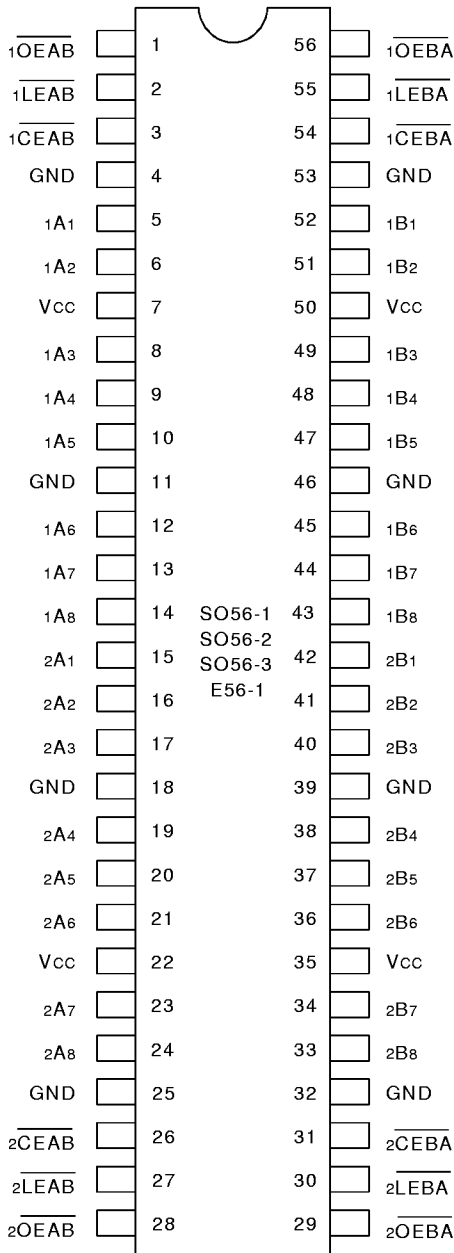 1OEAB 1 56 1OEBA
1LEAB 2 55 1LEBA
1CEAB 3 54 1CEBA
GND 4 53 GND
1A1 5 52 1B1
1A2 6 51 1B2
VCC 7 50 VCC
1A3 8 49 1B3
1A4 9 48 1B4
1A5 10 47 1B5
GND 11 46 GND
1A6 12 45 1B6
1A7 13 44 1B7
1A8 14 SO56-1 43 1B8
SO56-2
2A1 15 SO56-3 42 2B1
E56-1
2A2 16 41 2B2
2A3 17 40 2B3
GND 18 39 GND
2A4 19 38 2B4
2A5 20 37 2B5
2A6 21 36 2B6
VCC 22 35 VCC
2A7 23 34 2B7
2A8 24 33 2B8
GND 25 32 GND
2CEAB 26 31 2CEBA
2LEAB 27 30 2LEBA
2OEAB 28 29 2OEBA